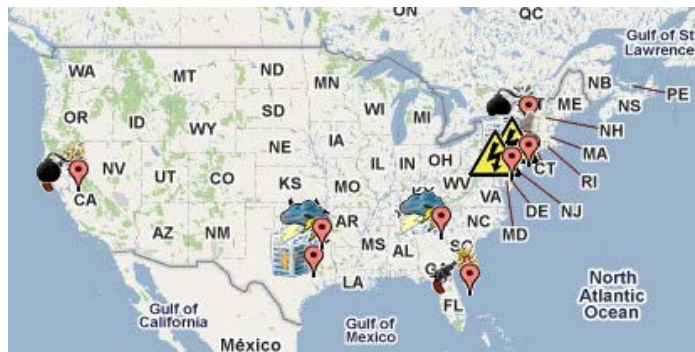 ON
QC
Gulf of St
Lawrence
WA
MT
ND
MN
NB
PE
ME
NS
OR
ID
SD
WI
MI
NH
WY
MA
NE
IA
NV
IL
IN
OH
CT
RI
UT
CO
KS
MO
WV
VA
DE
NJ
CA
MD
AZ
NM
AR
NC
MS
AL
SC
LA
FL
North
Atlantic
Ocean
Gulf of
California
Gulf of
Mexico
México